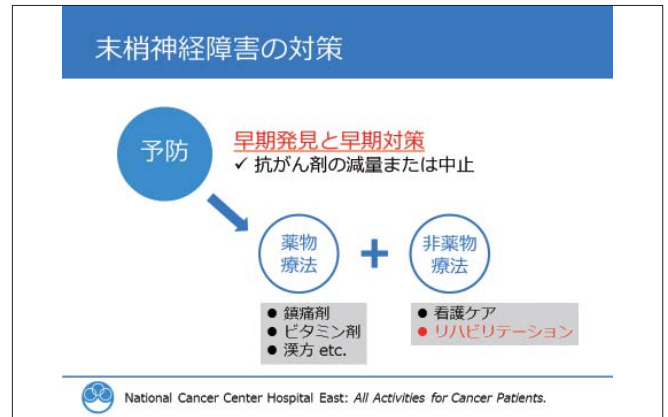 末梢神経障害の対策
予防
早期発見と早期対策
✓ 抗がん剤の減量または中止
薬物
療法
+
非薬物
療法
● 鎮痛剤
● ビタミン剤
● 漢方 etc.
● 看護ケア
● リハビリテーション
National Cancer Center Hospital East: All Activities for Cancer Patients.